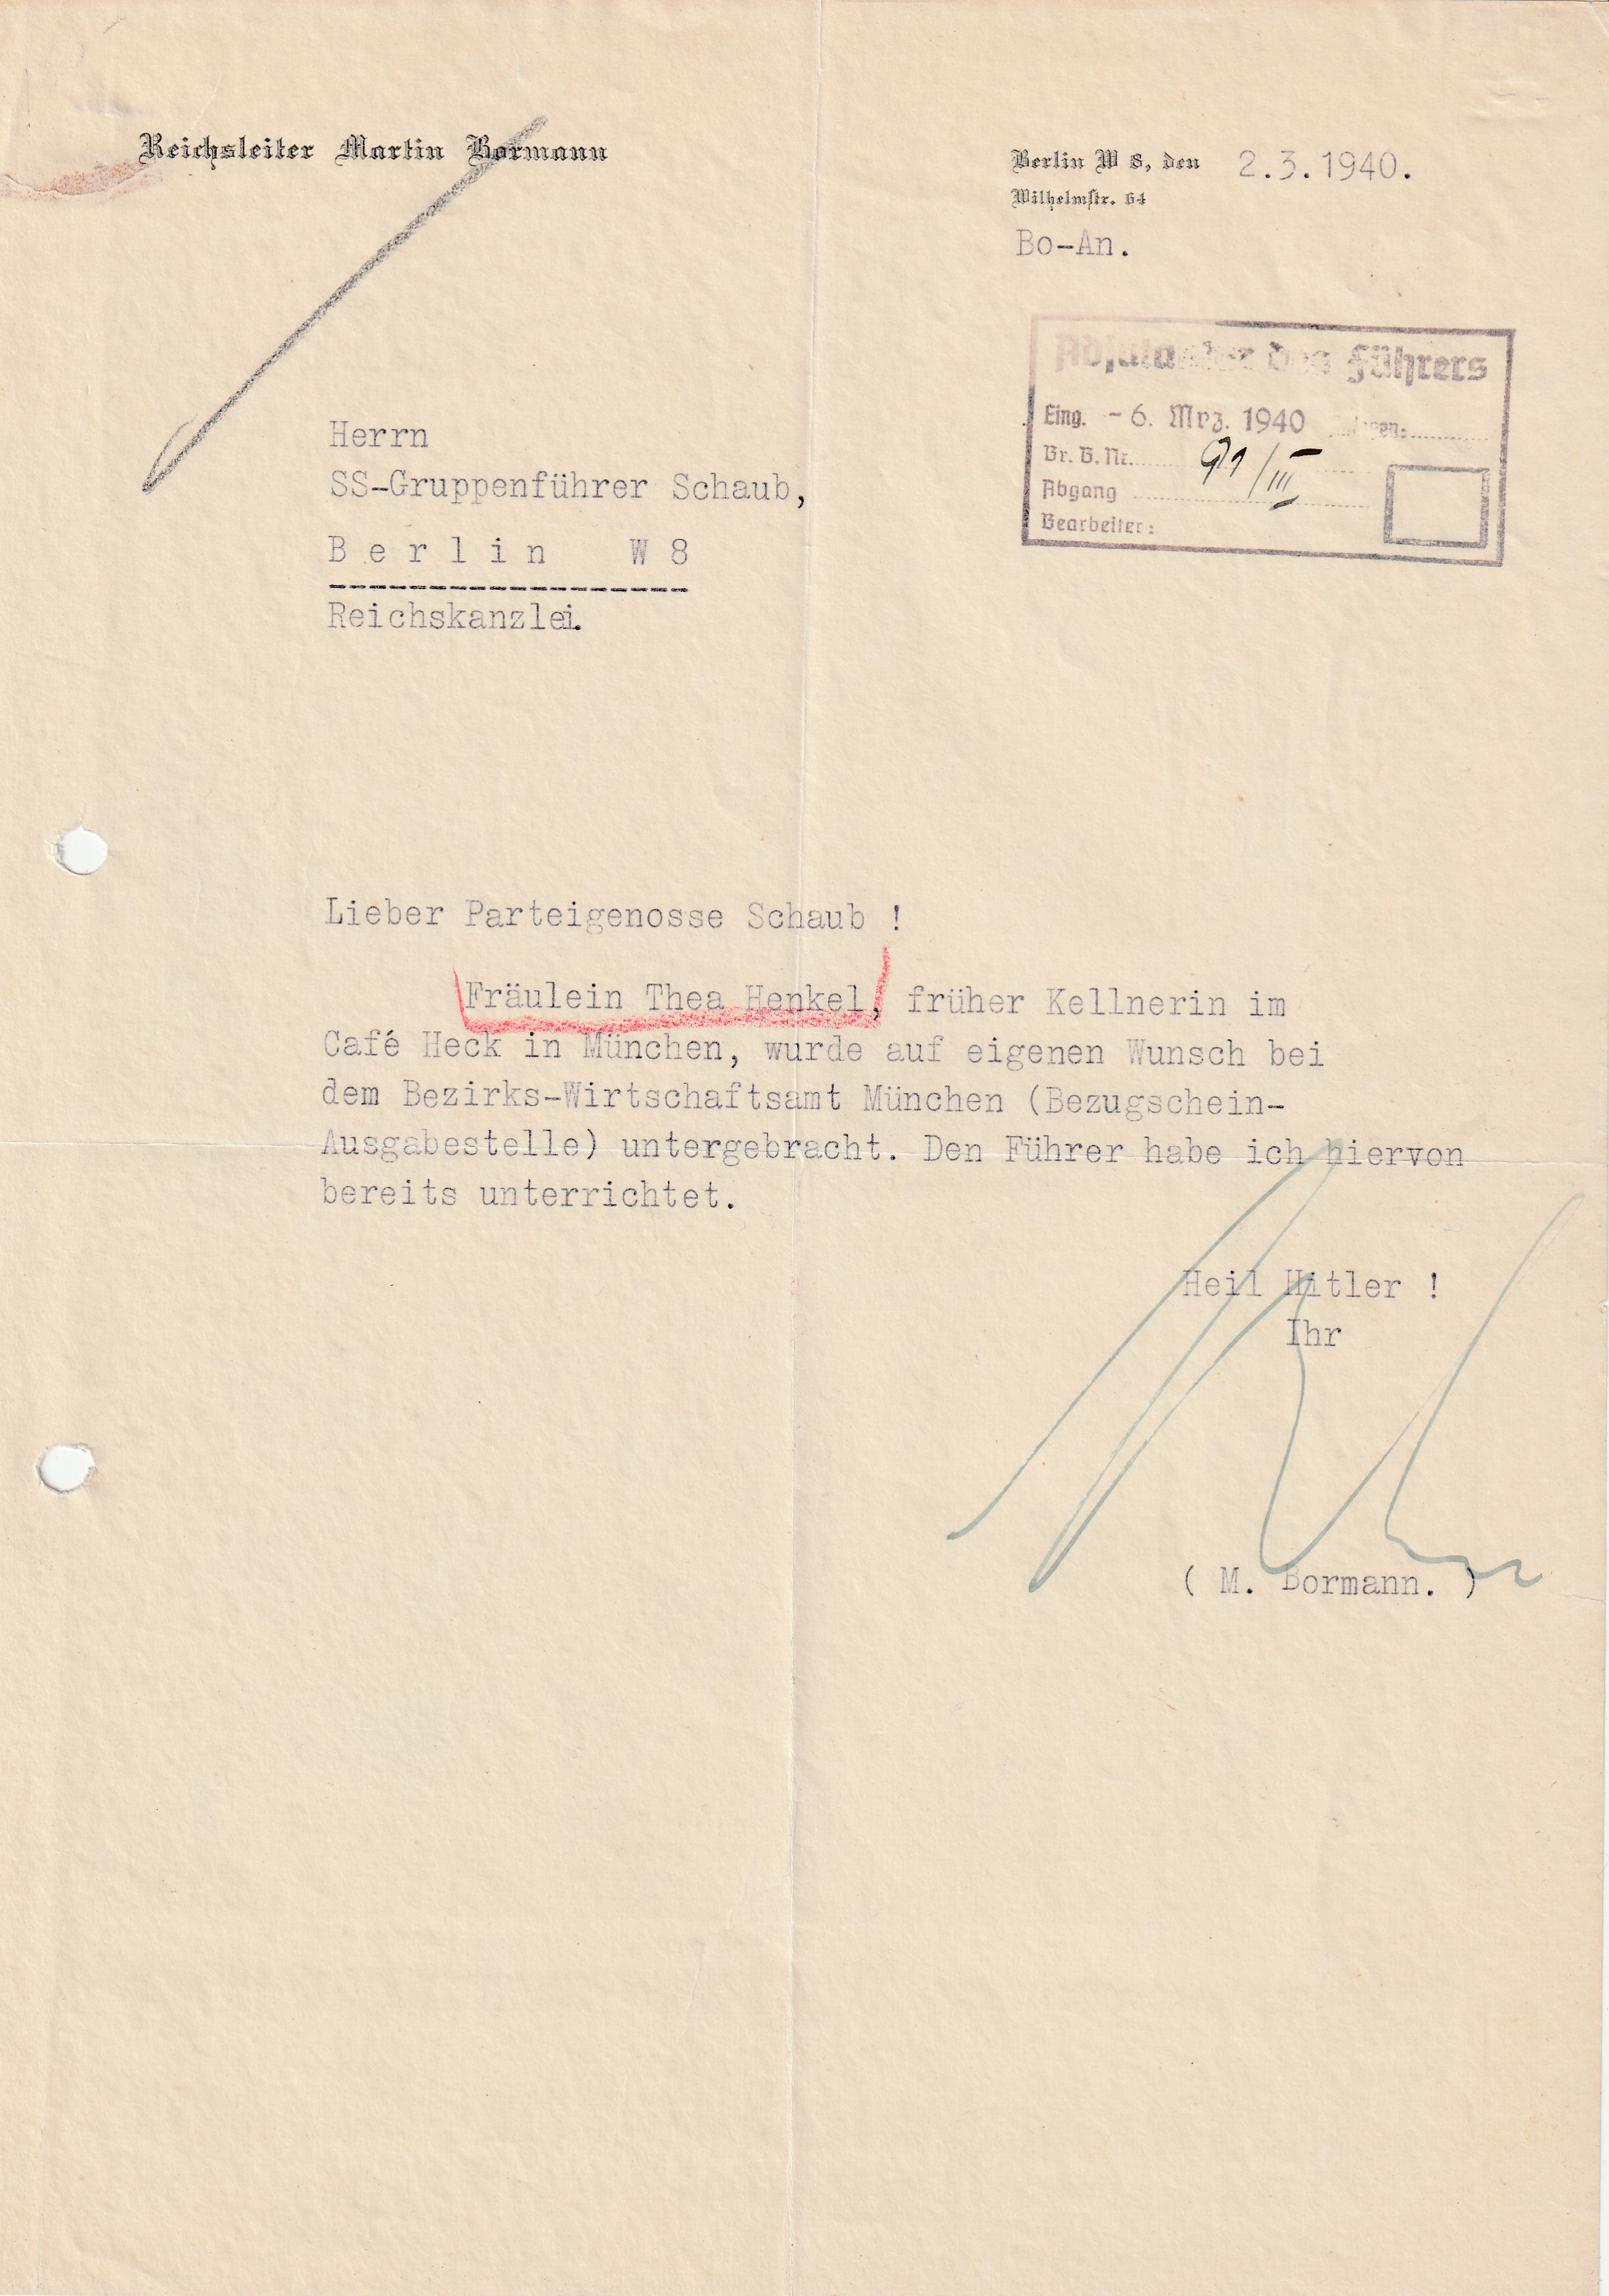 Reichsleiter Martin Bormann
Berlin W 8, den 2.3.1940.
Wilhelmstr. 64
Bo-An.
Adjutantur des Führers
Eing. - 6. Mrz. 1940
Br. B. Nr. 91/III
Abgang
Bearbeiter:
Herrn
SS-Gruppenführer Schaub,
Berlin W 8
Reichskanzlei.
Lieber Parteigenosse Schaub !
Fräulein Thea Henkel, früher Kellnerin im
Café Heck in München, wurde auf eigenen Wunsch bei
dem Bezirks-Wirtschaftsamt München (Bezugschein-
Ausgabestelle) untergebracht. Den Führer habe ich hiervon
bereits unterrichtet.
Heil Hitler !
Ihr
( M. Bormann. )